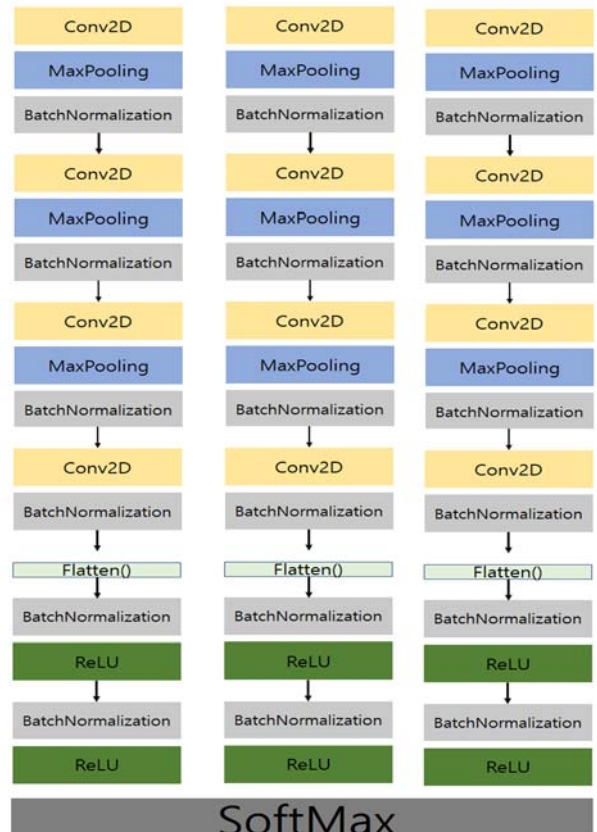 Conv2D
MaxPooling
BatchNormalization
Conv2D
MaxPooling
BatchNormalization
Conv2D
MaxPooling
BatchNormalization
Conv2D
BatchNormalization
Flatten()
BatchNormalization
ReLU
BatchNormalization
ReLU
Conv2D
MaxPooling
BatchNormalization
Conv2D
MaxPooling
BatchNormalization
Conv2D
MaxPooling
BatchNormalization
Conv2D
BatchNormalization
Flatten()
BatchNormalization
ReLU
BatchNormalization
ReLU
Conv2D
MaxPooling
BatchNormalization
Conv2D
MaxPooling
BatchNormalization
Conv2D
MaxPooling
BatchNormalization
Conv2D
BatchNormalization
Flatten()
BatchNormalization
ReLU
BatchNormalization
ReLU
SoftMax